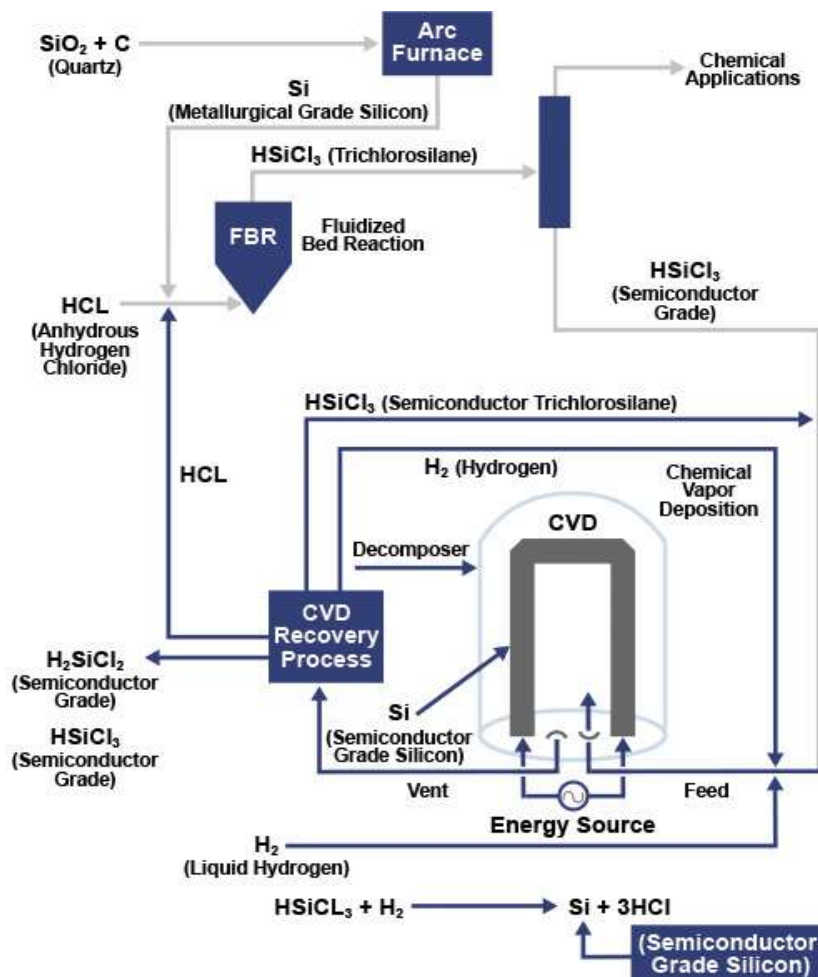 SiO₂ + C
(Quartz)
Arc
Furnace
Chemical
Applications
Si
(Metallurgical Grade Silicon)
HSiCl₃ (Trichlorosilane)
FBR
Fluidized
Bed Reaction
HSiCl₃
(Semiconductor
Grade)
HCL
(Anhydrous
Hydrogen
Chloride)
HSiCl₃ (Semiconductor Trichlorosilane)
HCL
H₂ (Hydrogen)
Chemical
Vapor
Deposition
CVD
Decomposer
CVD
Recovery
Process
H₂SiCl₂
(Semiconductor
Grade)
HSiCl₃
(Semiconductor
Grade)
Si
(Semiconductor
Grade Silicon)
Vent
Feed
Energy Source
H₂
(Liquid Hydrogen)
HSiCL₃ + H₂
Si + 3HCl
(Semiconductor
Grade Silicon)